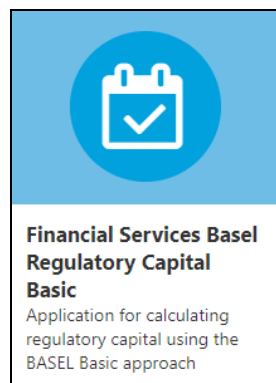 Financial Services Basel
Regulatory Capital
Basic
Application for calculating
regulatory capital using the
BASEL Basic approach